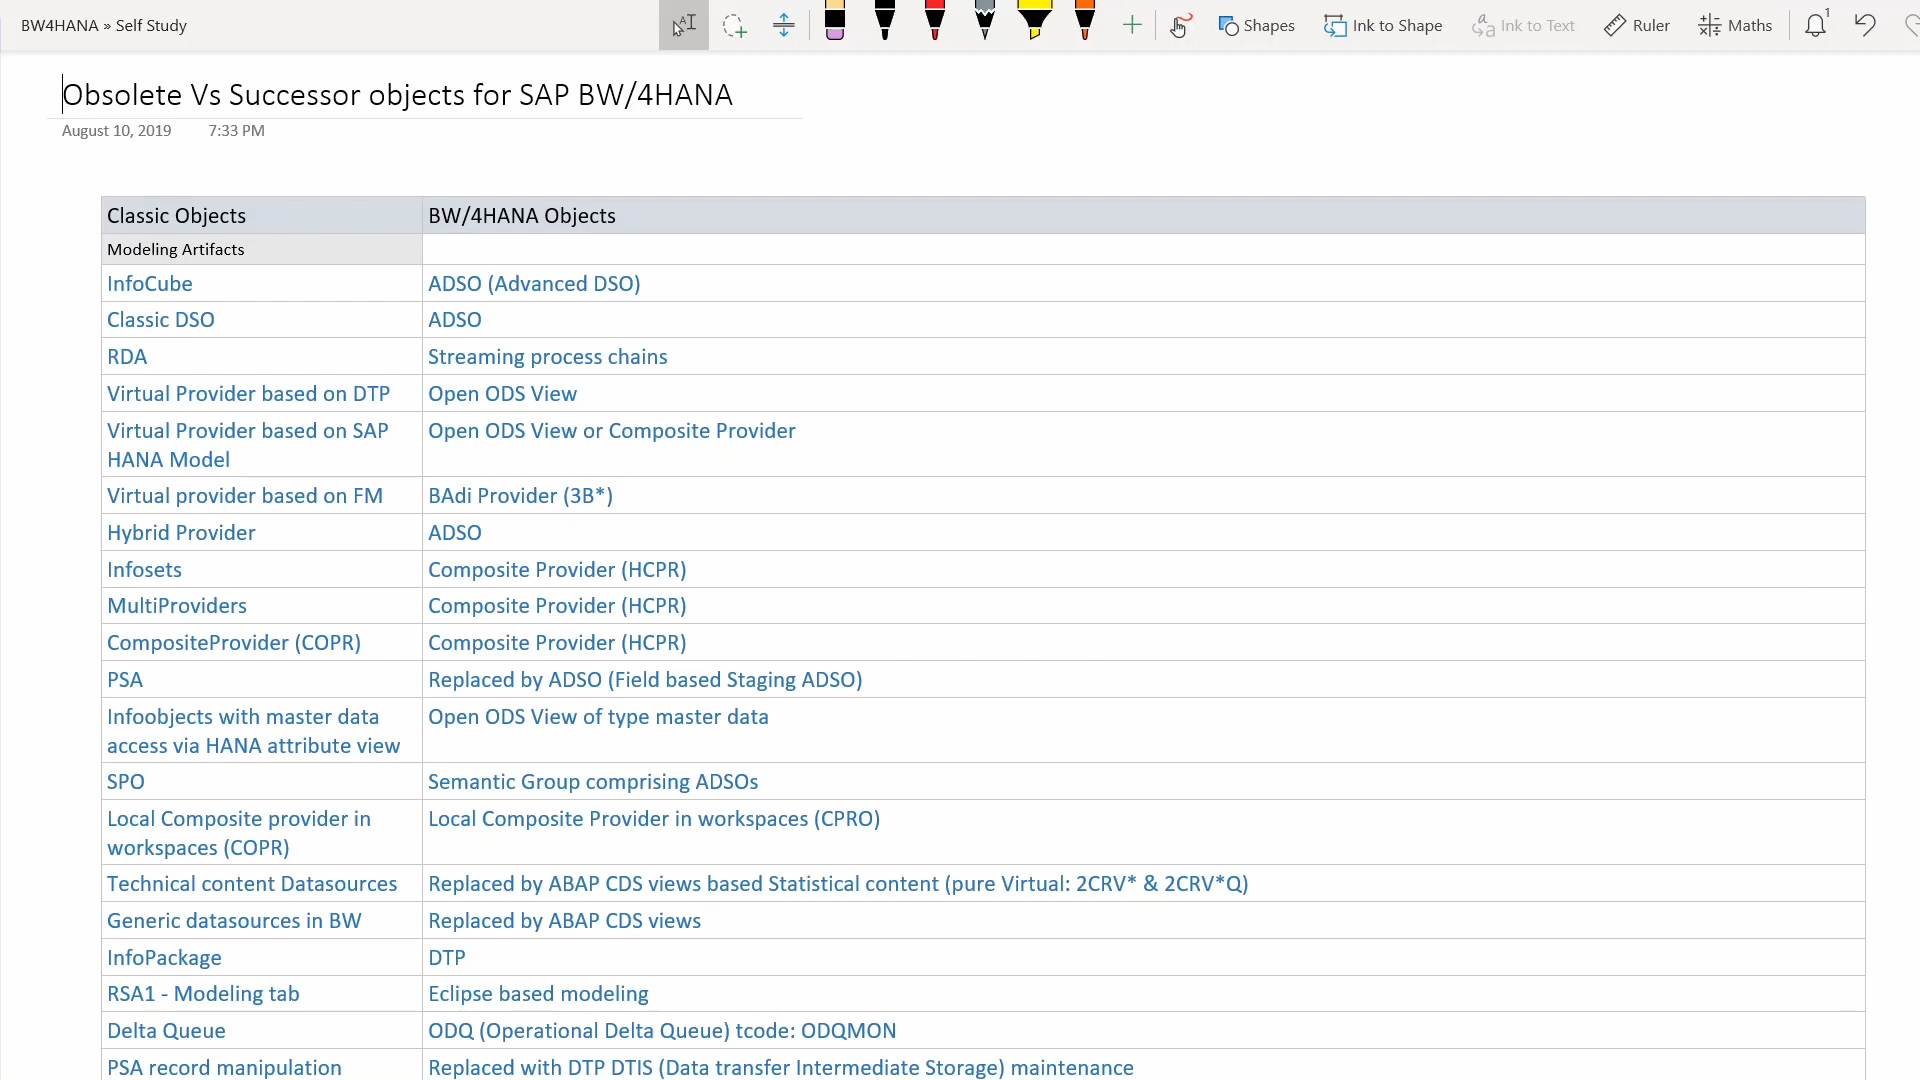 BW4HANA » Self Study
Shapes
Ink to Shape
Ink to Text
Ruler
Maths
1
Obsolete Vs Successor objects for SAP BW/4HANA
August 10, 2019 7:33 PM
Classic Objects BW/4HANA Objects
Modeling Artifacts
InfoCube ADSO (Advanced DSO)
Classic DSO ADSO
RDA Streaming process chains
Virtual Provider based on DTP Open ODS View
Virtual Provider based on SAP Open ODS View or Composite Provider
HANA Model
Virtual provider based on FM BAdi Provider (3B*)
Hybrid Provider ADSO
Infosets Composite Provider (HCPR)
MultiProviders Composite Provider (HCPR)
CompositeProvider (COPR) Composite Provider (HCPR)
PSA Replaced by ADSO (Field based Staging ADSO)
Infoobjects with master data Open ODS View of type master data
access via HANA attribute view
SPO Semantic Group comprising ADSOs
Local Composite provider in Local Composite Provider in workspaces (CPRO)
workspaces (COPR)
Technical content Datasources Replaced by ABAP CDS views based Statistical content (pure Virtual: 2CRV* & 2CRV*Q)
Generic datasources in BW Replaced by ABAP CDS views
InfoPackage DTP
RSA1 - Modeling tab Eclipse based modeling
Delta Queue ODQ (Operational Delta Queue) tcode: ODQMON
PSA record manipulation Replaced with DTP DTIS (Data transfer Intermediate Storage) maintenance